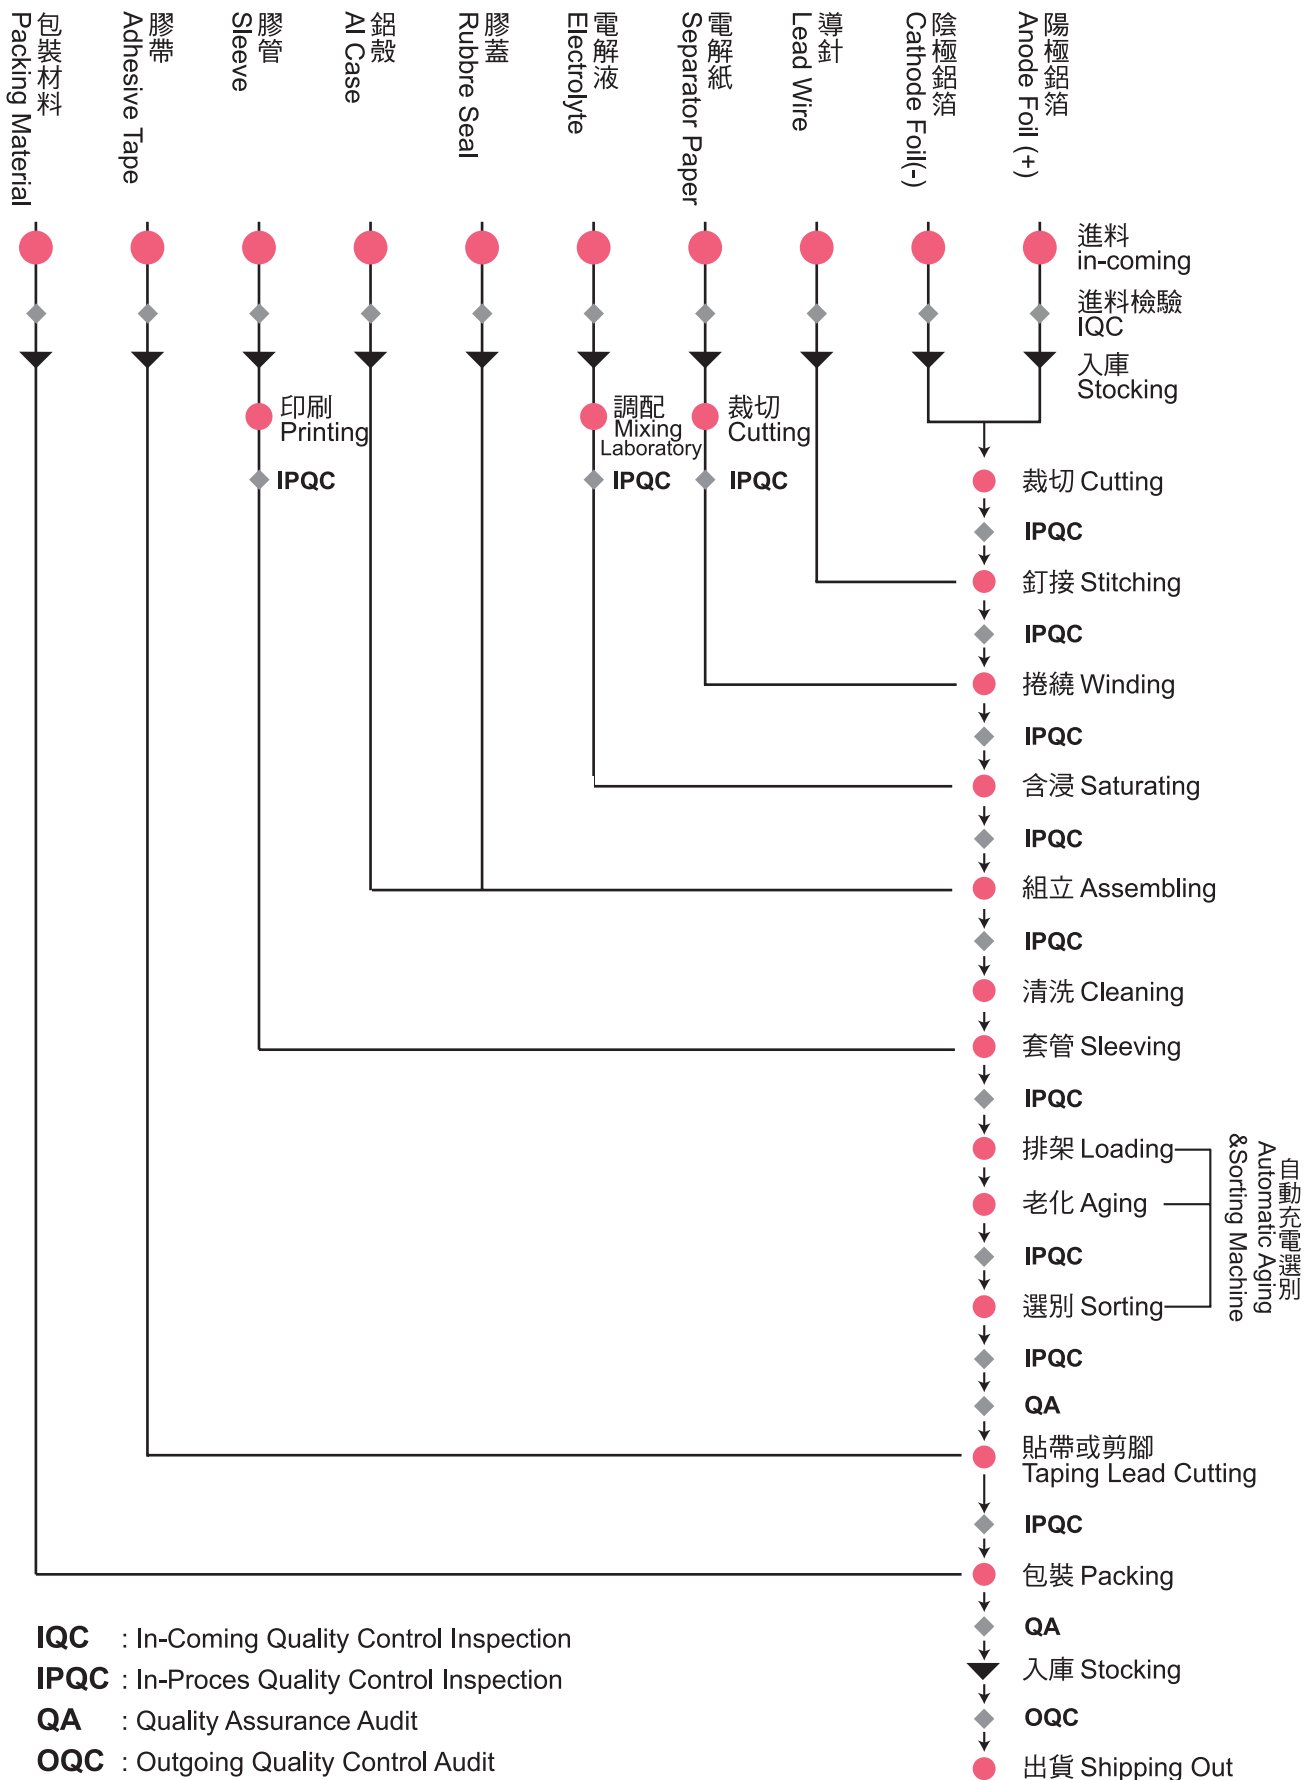 包裝材料
Packing Material
膠帶
Adhesive Tape
膠管
Sleeve
鋁殼
Al Case
膠蓋
Rubbre Seal
電解液
Electrolyte
電解紙
Separator Paper
導針
Lead Wire
陰極鋁箔
Cathode Foil(-)
陽極鋁箔
Anode Foil (+)
進料
in-coming
進料檢驗
IQC
入庫
Stocking
印刷
Printing
IPQC
調配
Mixing
Laboratory
IPQC
裁切
Cutting
IPQC
裁切 Cutting
IPQC
釘接 Stitching
IPQC
捲繞 Winding
IPQC
含浸 Saturating
IPQC
組立 Assembling
IPQC
清洗 Cleaning
套管 Sleeving
IPQC
排架 Loading
老化 Aging
IPQC
選別 Sorting
自動充電選別
Automatic Aging
&Sorting Machine
IPQC
QA
貼帶或剪腳
Taping Lead Cutting
IPQC
包裝 Packing
QA
入庫 Stocking
OQC
出貨 Shipping Out
IQC : In-Coming Quality Control Inspection
IPQC : In-Proces Quality Control Inspection
QA : Quality Assurance Audit
OQC : Outgoing Quality Control Audit